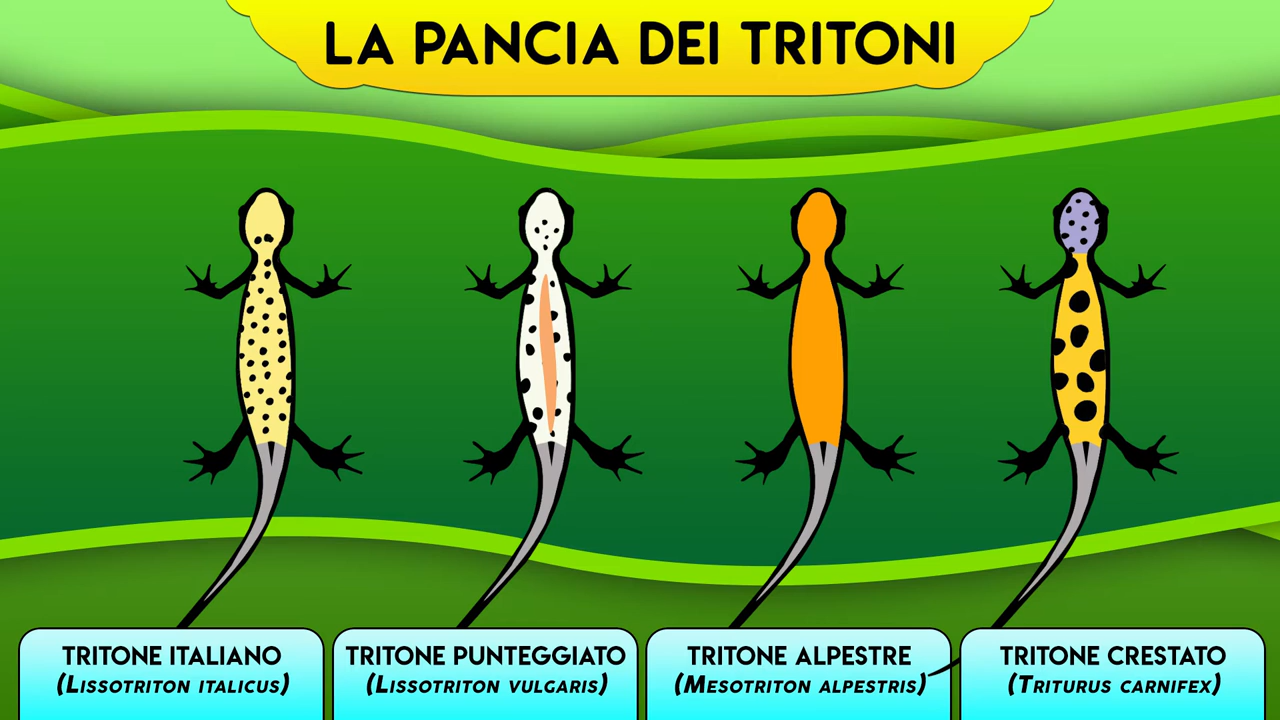 LA PANCIA DEI TRITONI
TRITONE ITALIANO
(Lissotriton italicus)
TRITONE PUNTEGGIATO
(Lissotriton vulgaris)
TRITONE ALPESTRE
(Mesotriton alpestris)
TRITONE CRESTATO
(Triturus carnifex)